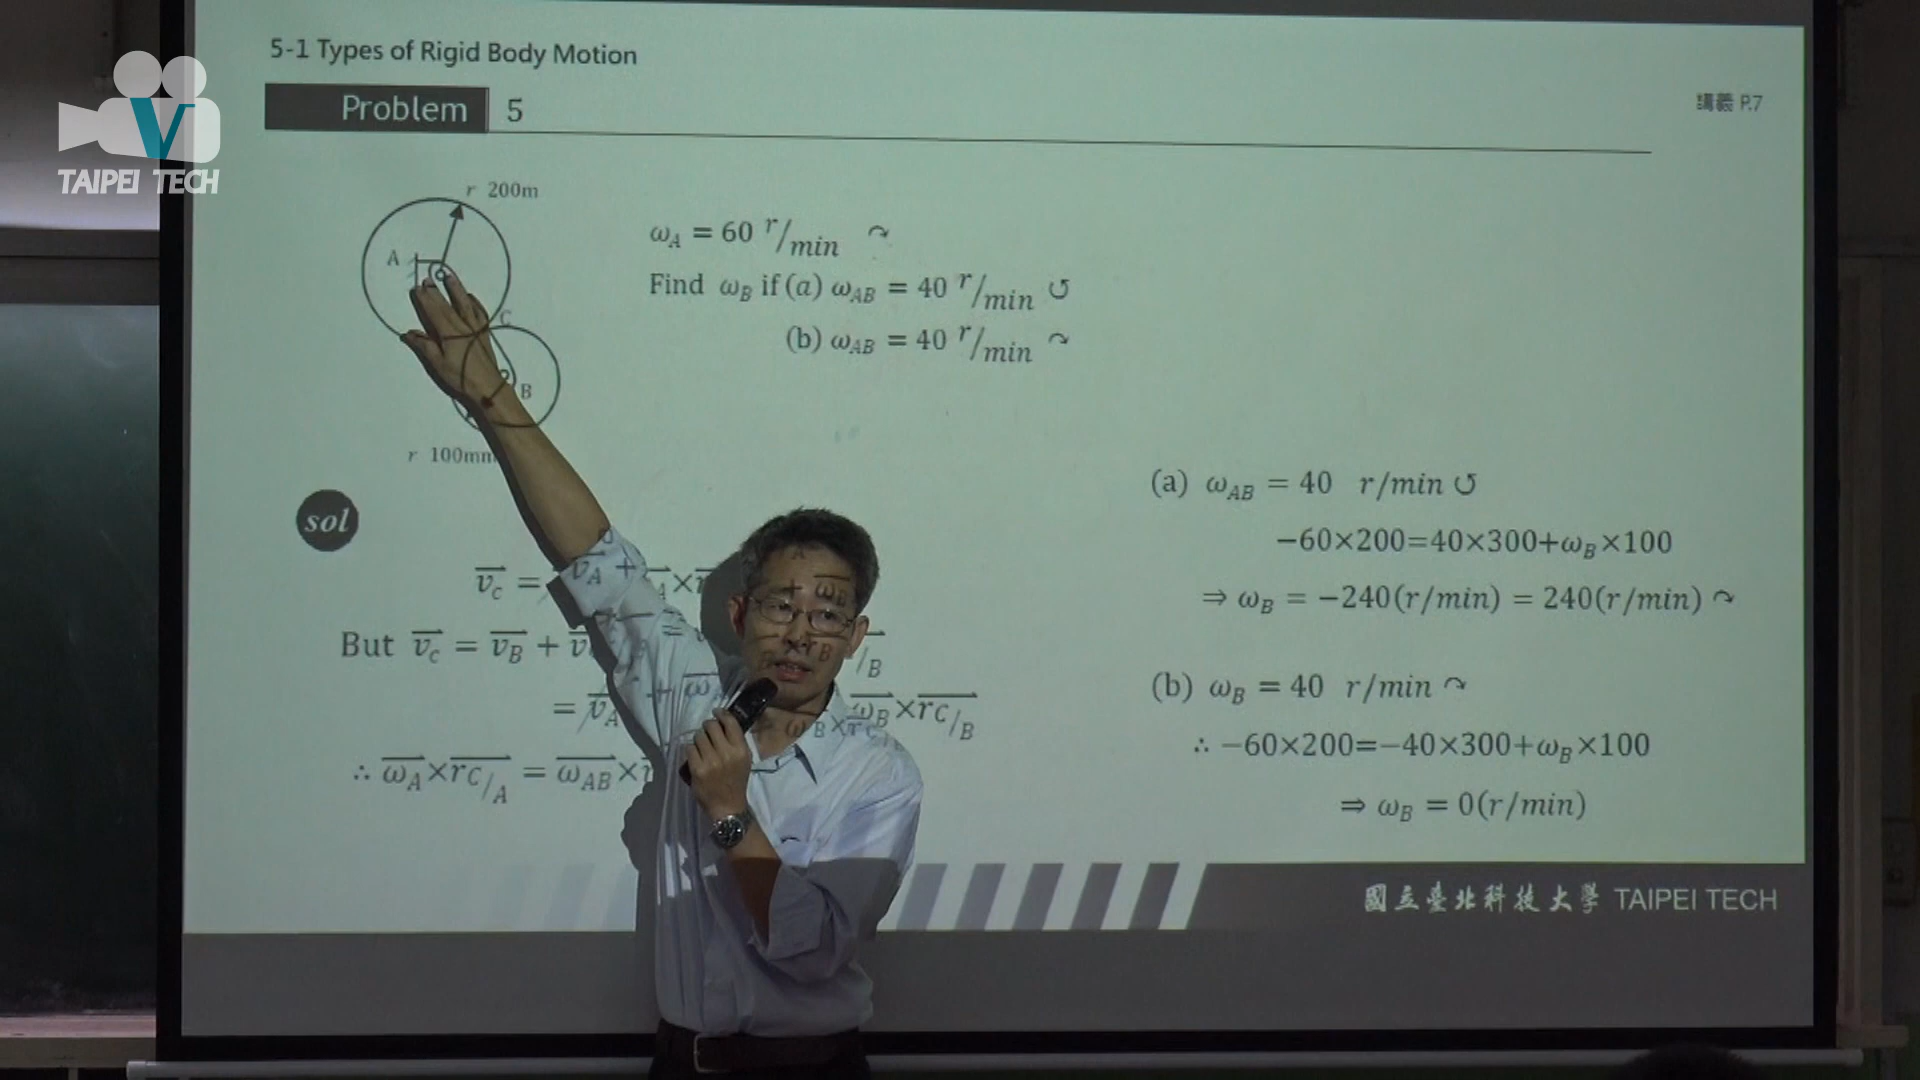 TAIPEI TECH
5-1 Types of Rigid Body Motion
Problem 5
講義 P.7
r 200m
A
C
B
r 100mm
ω_A = 60 r/min ↷
Find ω_B if (a) ω_AB = 40 r/min ↺
(b) ω_AB = 40 r/min ↷
sol
v_c =
But v_c = v_B +
= v_A
ω_B × r_C/B
∴ ω_A × r_C/A = ω_AB ×
(a) ω_AB = 40 r/min ↺
−60×200=40×300+ω_B×100
⇒ ω_B = −240(r/min) = 240(r/min) ↷
(b) ω_B = 40 r/min ↷
∴ −60×200=−40×300+ω_B×100
⇒ ω_B = 0(r/min)
國立臺北科技大學 TAIPEI TECH